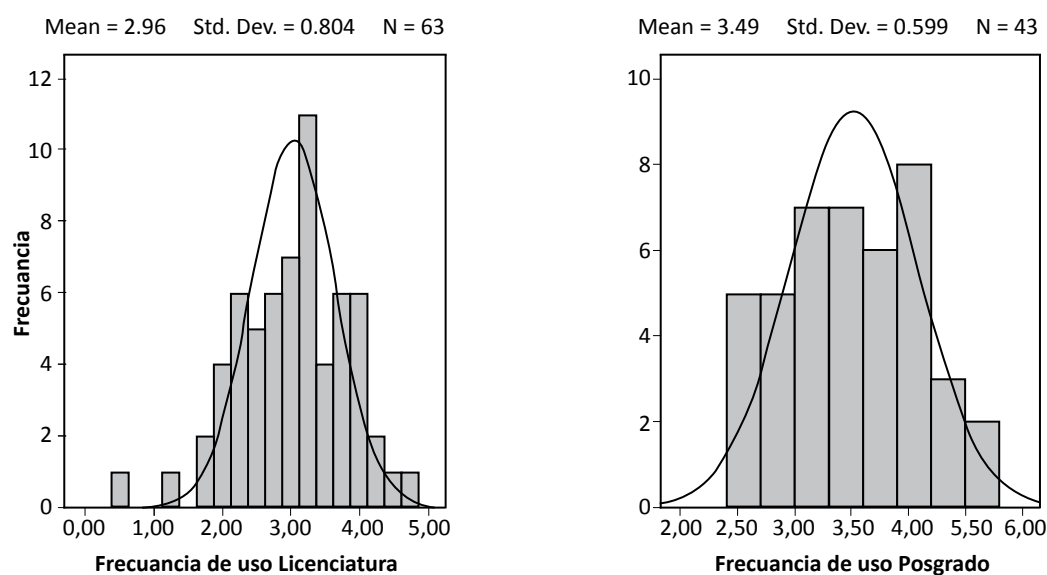 Mean = 2.96 Std. Dev. = 0.804 N = 63
12
10
8
6
4
2
0
Frecuancia
0,00 1,00 2,00 3,00 4,00 5,00
Frecuancia de uso Licenciatura
Mean = 3.49 Std. Dev. = 0.599 N = 43
10
8
6
4
2
0
2,00 2,50 3,00 3,50 4,00 5,50 6,00
Frecuancia de uso Posgrado